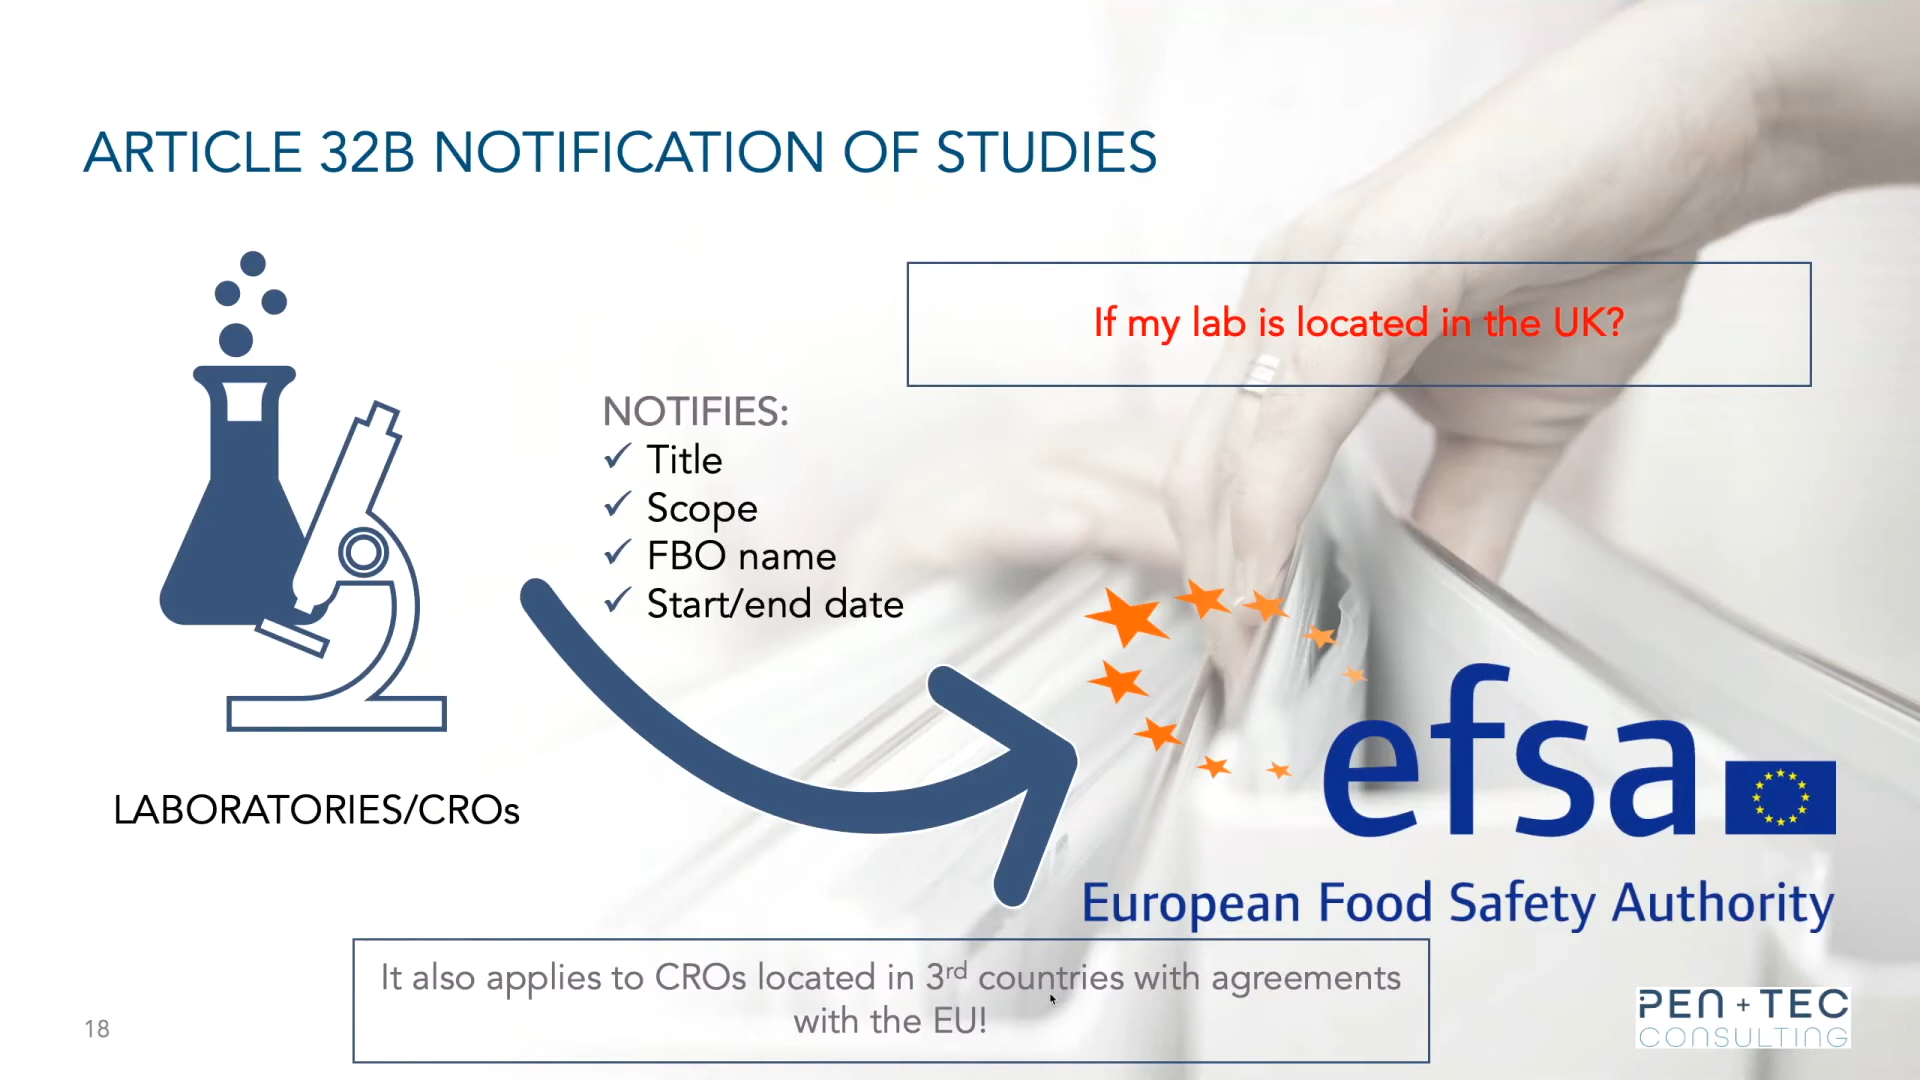 ARTICLE 32B NOTIFICATION OF STUDIES
If my lab is located in the UK?
NOTIFIES:
✓ Title
✓ Scope
✓ FBO name
✓ Start/end date
LABORATORIES/CROs
efsa
European Food Safety Authority
It also applies to CROs located in 3rd countries with agreements
with the EU!
18
PEN + TEC
CONSULTING